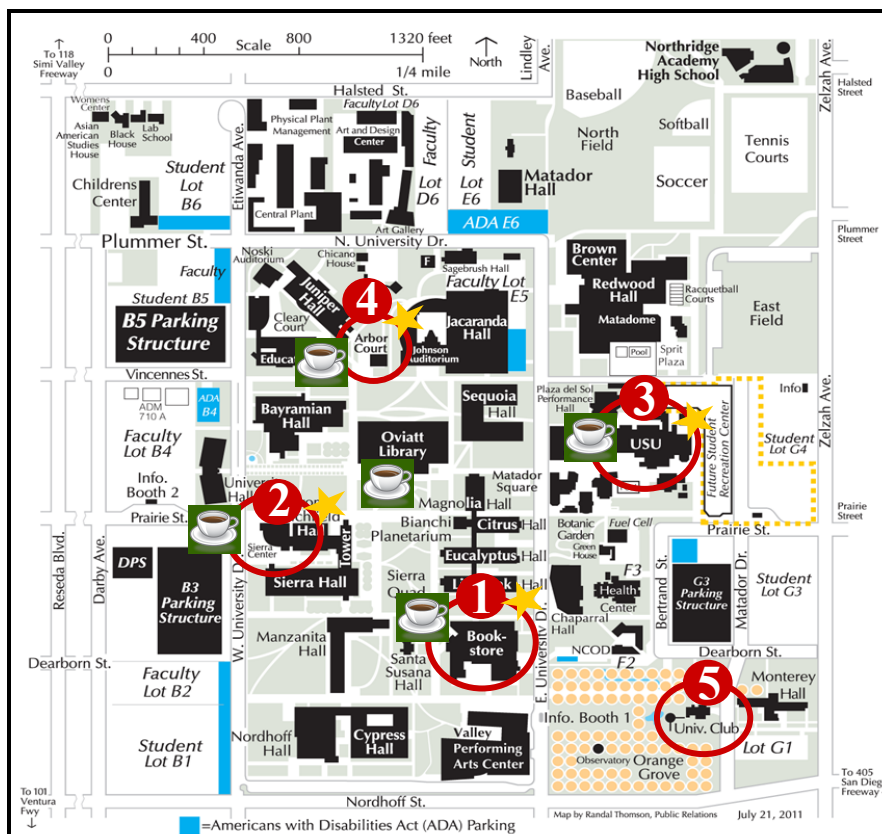 To 118
Simi Valley
Freeway
0 400 800 1320 feet
Scale
0 1/4 mile
North
Lindley
Ave.
Northridge
Academy
High School
Zelzah Ave.
Halsted
Street
Halsted St.
Womens
Center
Asian
American
Studies
House
Black
House
Lab
School
Student
Lot
B6
Childrens
Center
Etiwanda Ave.
Physical Plant
Management
Faculty Lot D6
Art and Design
Center
Central Plant
Art Gallery
Faculty
Lot
D6
Student
Lot
E6
ADA E6
Matador
Hall
Baseball
North
Field
Softball
Soccer
Tennis
Courts
Plummer
Street
Plummer St.
N. University Dr.
Faculty
Student B5
B5 Parking
Structure
Noski
Auditorium
Chicano
House
Juniper
Hall
Cleary
Court
4
Arbor
Court
F
Sagebrush Hall
Faculty Lot
E5
Johnson
Auditorium
Jacaranda
Hall
Brown
Center
Redwood
Hall
Matadome
Racquetball
Courts
Pool
Sprit
Plaza
East
Field
Vincennes St.
ADM
710 A
ADA
B4
Faculty
Lot B4
Info.
Booth 2
Bayramian
Hall
Oviatt
Library
Sequoia
Hall
Plaza del Sol
Performance
Hall
3
USU
Future Student
Recreation Center
Info
Student
Lot G4
Zelzah Ave.
Prairie
Street
Prairie St.
Prairie St.
2
Hall
Sierra
Center
Tower
Sierra Hall
Matador
Square
Magnolia Hall
Bianchi
Planetarium
Citrus Hall
Eucalyptus Hall
Hall
Sierra
Botanic
Garden
Fuel Cell
Green
House
F3
Health
Center
Chaparral
Hall
NCOD
F2
Bertrand St.
G3
Parking
Structure
Matador Dr.
Student
Lot G3
Reseda Blvd.
Darby Ave.
DPS
B3
Parking
Structure
Manzanita
Hall
1
Book-
store
Santa
Susana
Hall
E. University Dr.
Dearborn St.
Dearborn St.
5
Monterey
Hall
Faculty
Lot B2
Student
Lot B1
Nordhoff
Hall
Cypress
Hall
Valley
Performing
Arts Center
Info. Booth 1
Univ. Club
Observatory
Orange
Grove
Lot G1
To 101
Ventura
Fwy
Nordhoff St.
To 405
San Diego
Freeway
Map by Randal Thomson, Public Relations
July 21, 2011
=Americans with Disabilities Act (ADA) Parking